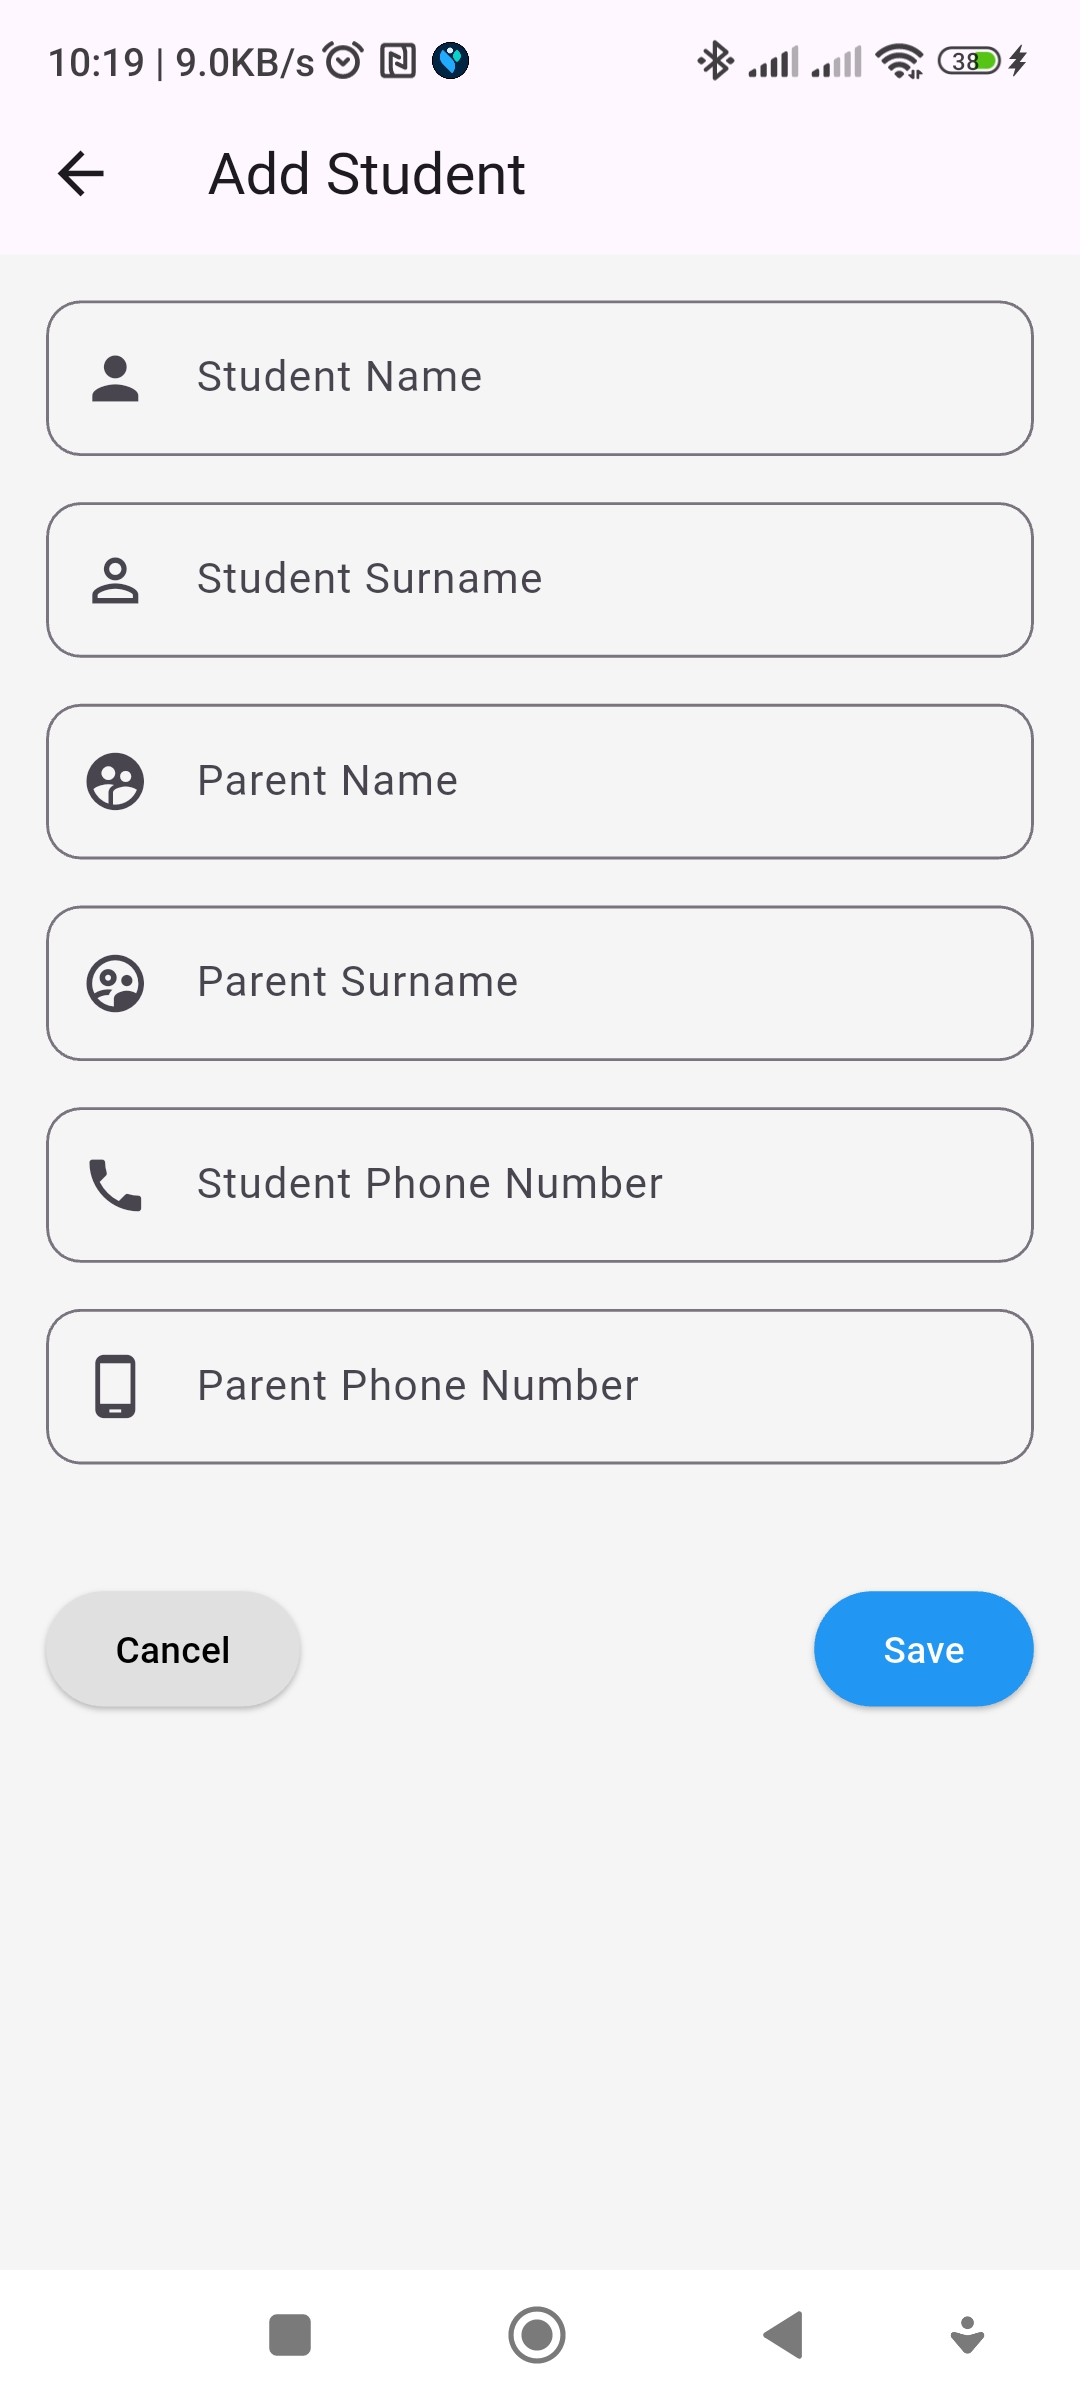 10:19 | 9.0KB/s 38
Add Student
Student Name
Student Surname
Parent Name
Parent Surname
Student Phone Number
Parent Phone Number
Cancel Save